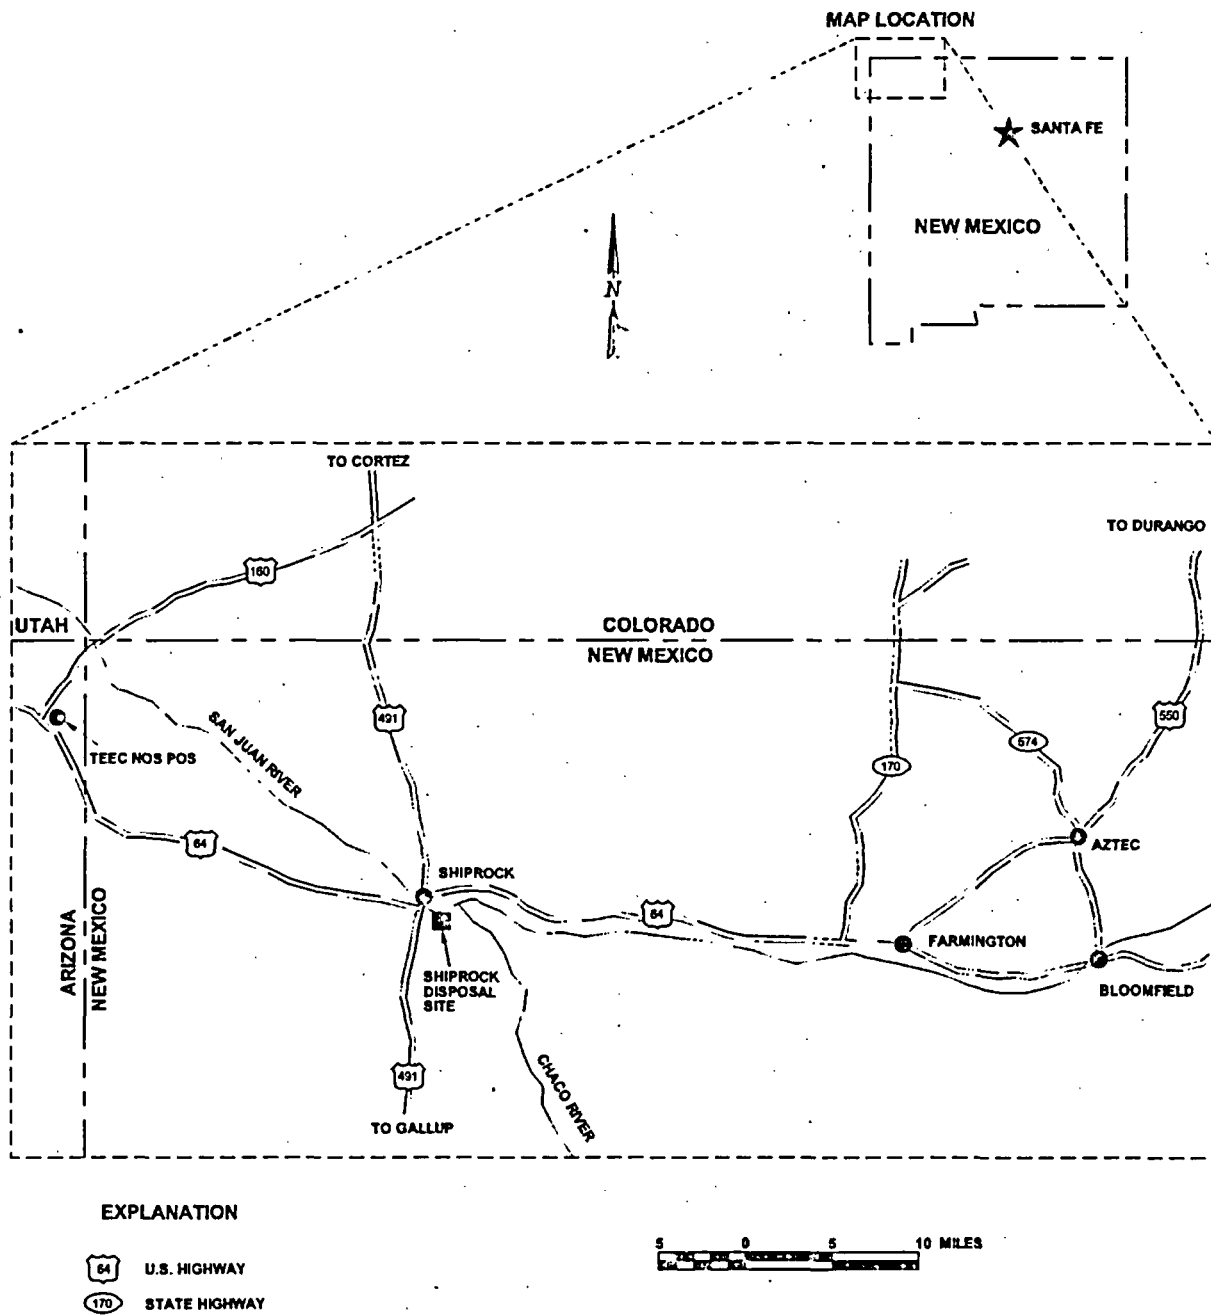 MAP LOCATION
SANTA FE
NEW MEXICO
N
TO CORTEZ
TO DURANGO
160
UTAH
COLORADO
NEW MEXICO
SAN JUAN RIVER
491
550
574
TEEC NOS POS
170
64
AZTEC
SHIPROCK
64
ARIZONA
NEW MEXICO
FARMINGTON
SHIPROCK
DISPOSAL
SITE
BLOOMFIELD
CHACO RIVER
491
TO GALLUP
EXPLANATION
64 U.S. HIGHWAY
170 STATE HIGHWAY
5 0 5 10 MILES